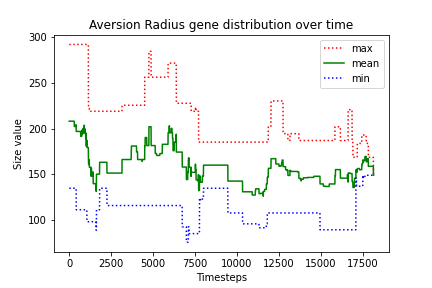 Aversion Radius gene distribution over time
300
250
200
150
100
Size value
max
mean
min
0 2500 5000 7500 10000 12500 15000 17500
Timesteps